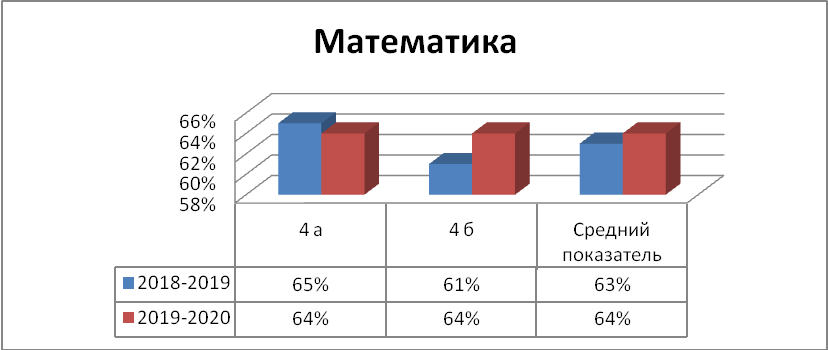 Математика
66%
64%
62%
60%
58%
4 а 4 б Средний
показатель
2018-2019 65% 61% 63%
2019-2020 64% 64% 64%